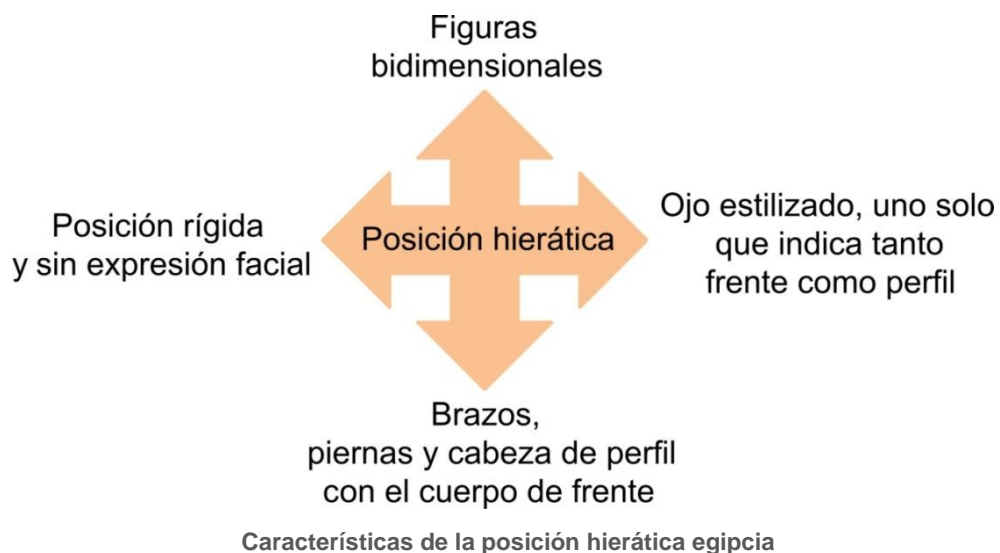 Figuras
bidimensionales
Posición rígida
y sin expresión facial
Posición hierática
Ojo estilizado, uno solo
que indica tanto
frente como perfil
Brazos,
piernas y cabeza de perfil
con el cuerpo de frente
Características de la posición hierática egipcia